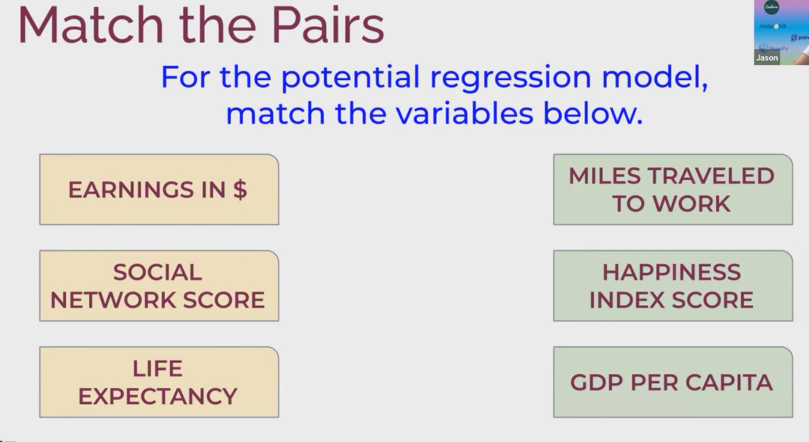 Match the Pairs
For the potential regression model,
match the variables below.
EARNINGS IN $
MILES TRAVELED
TO WORK
SOCIAL
NETWORK SCORE
HAPPINESS
INDEX SCORE
LIFE
EXPECTANCY
GDP PER CAPITA
Jason